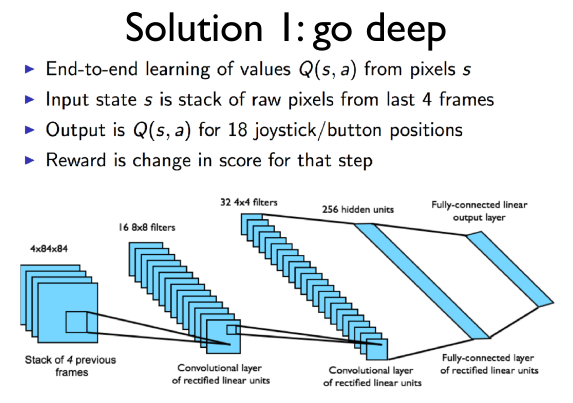 Solution 1: go deep
End-to-end learning of values Q(s, a) from pixels s
Input state s is stack of raw pixels from last 4 frames
Output is Q(s, a) for 18 joystick/button positions
Reward is change in score for that step
32 4x4 filters
256 hidden units
Fully-connected linear
output layer
16 8x8 filters
4x84x84
Stack of 4 previous
frames
Convolutional layer
of rectified linear units
Convolutional layer
of rectified linear units
Fully-connected layer
of rectified linear units